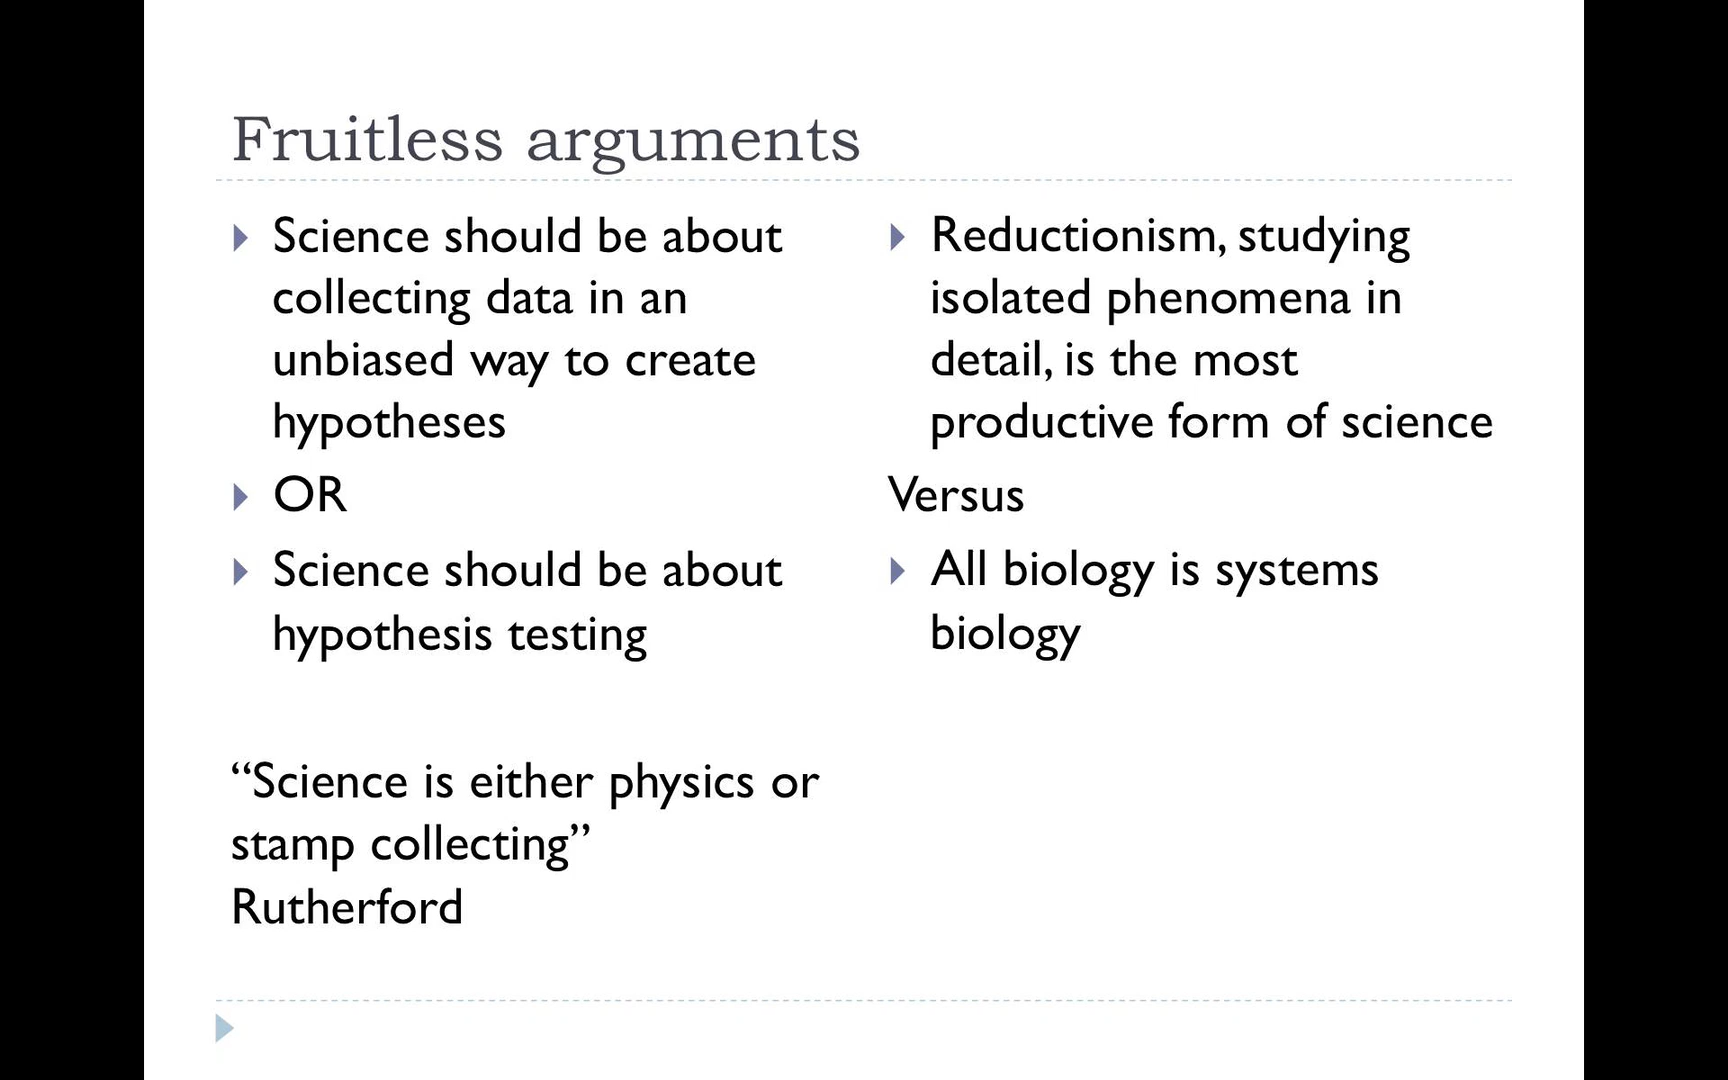 Fruitless arguments
Science should be about
collecting data in an
unbiased way to create
hypotheses
OR
Science should be about
hypothesis testing
“Science is either physics or
stamp collecting”
Rutherford
Reductionism, studying
isolated phenomena in
detail, is the most
productive form of science
Versus
All biology is systems
biology